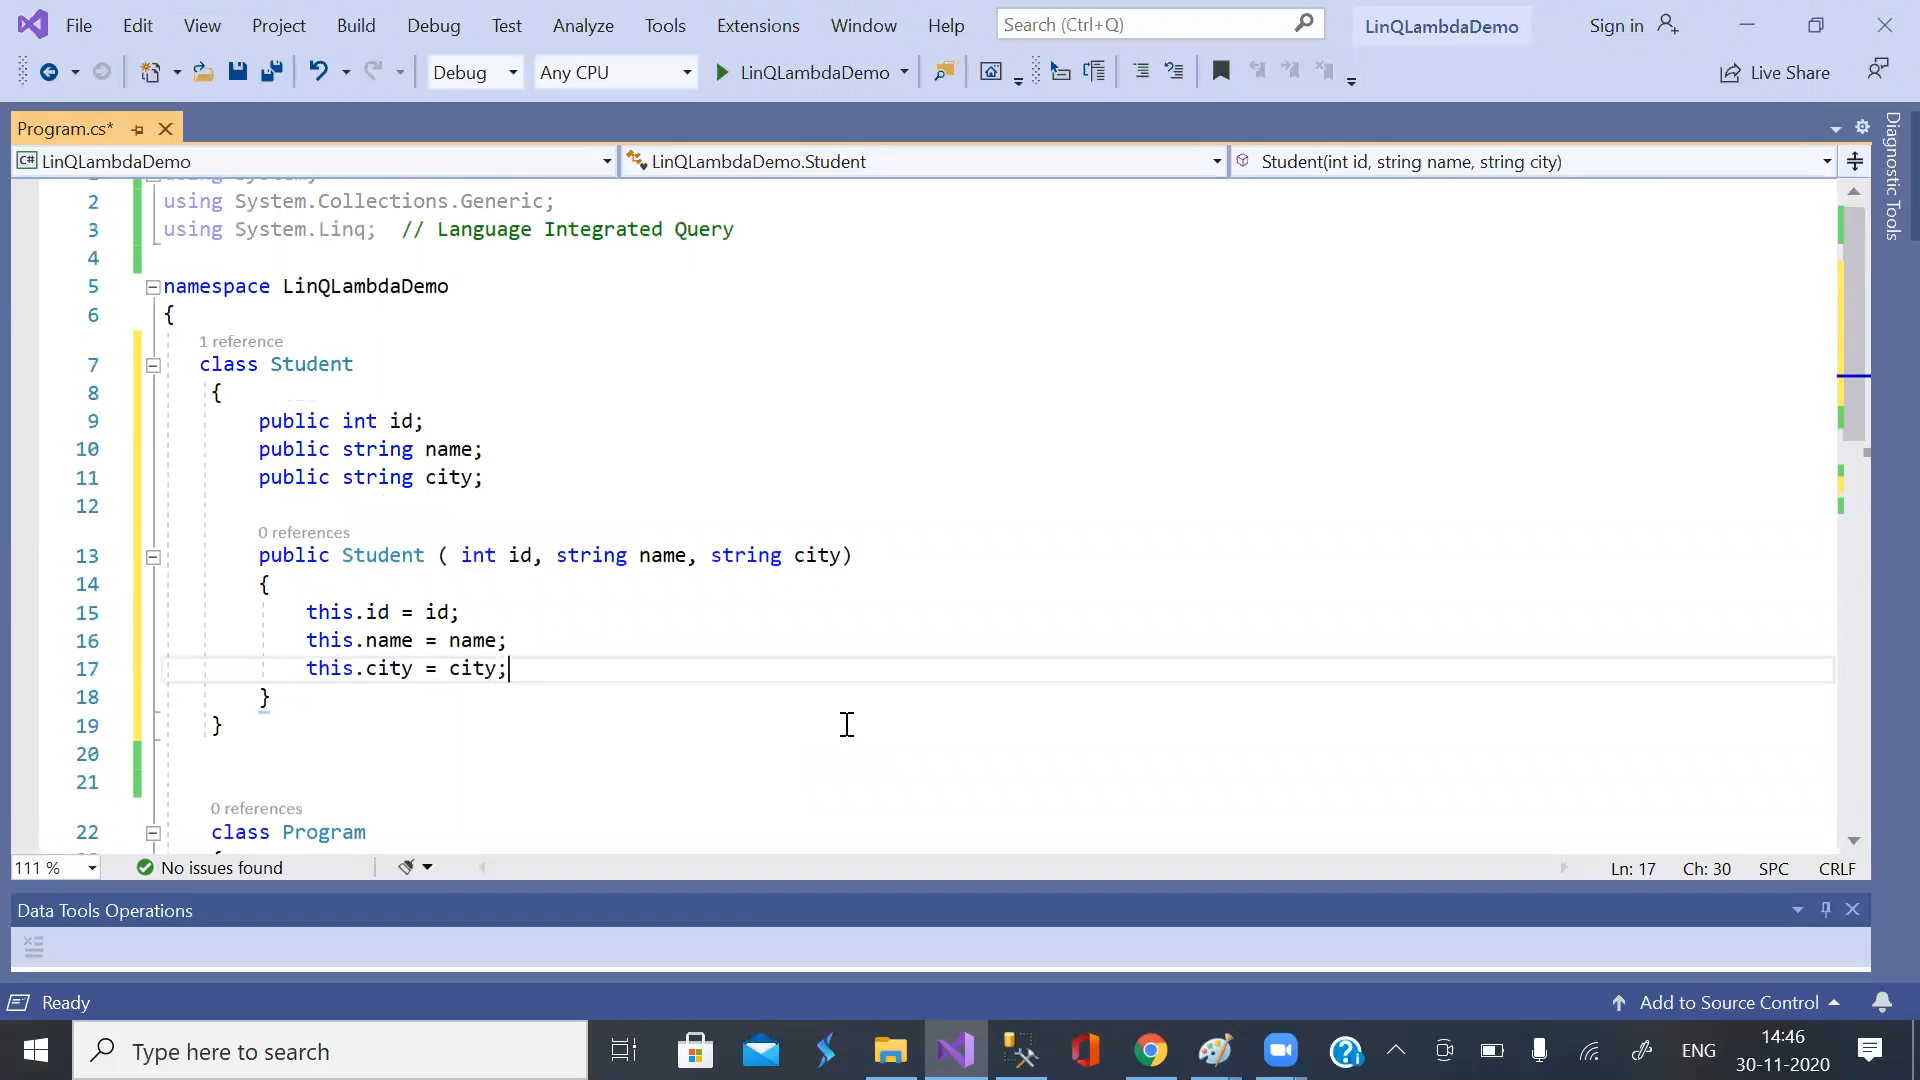 File Edit View Project Build Debug Test Analyze Tools Extensions Window Help Search (Ctrl+Q) LinQLambdaDemo Sign in
Debug Any CPU LinQLambdaDemo Live Share
Program.cs*
C# LinQLambdaDemo LinQLambdaDemo.Student Student(int id, string name, string city)
Diagnostic Tools
2 using System.Collections.Generic;
3 using System.Linq; // Language Integrated Query
4
5 namespace LinQLambdaDemo
6 {
1 reference
7 class Student
8 {
9 public int id;
10 public string name;
11 public string city;
12
0 references
13 public Student ( int id, string name, string city)
14 {
15 this.id = id;
16 this.name = name;
17 this.city = city;
18 }
19 }
20
21
0 references
22 class Program
111 % No issues found Ln: 17 Ch: 30 SPC CRLF
Data Tools Operations
Ready Add to Source Control
Type here to search ENG 14:46
30-11-2020